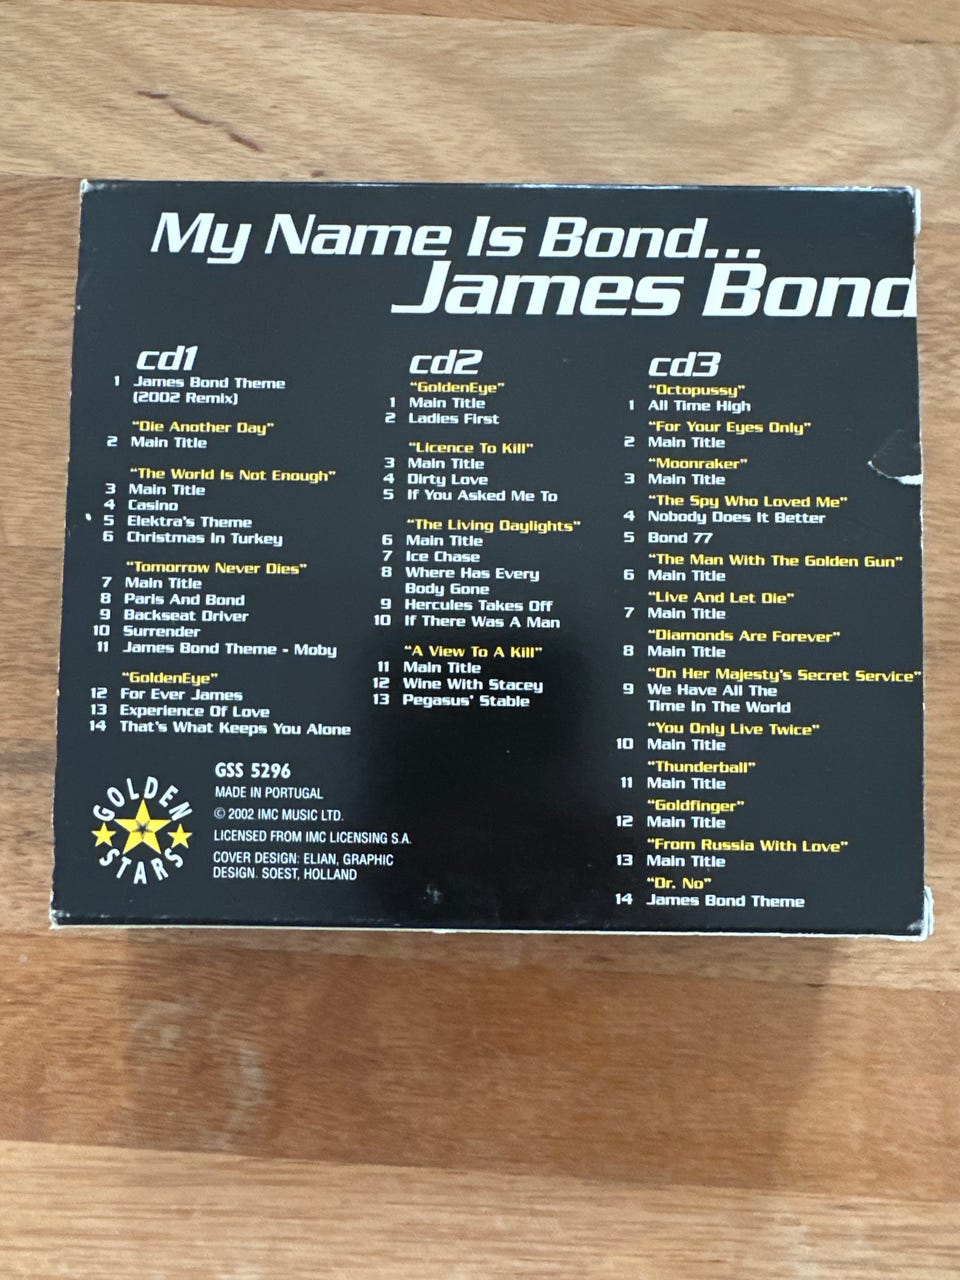 My Name Is Bond...
James Bond
cd1
1 James Bond Theme
(2002 Remix)
"Die Another Day"
2 Main Title
"The World Is Not Enough"
3 Main Title
4 Casino
5 Elektra's Theme
6 Christmas In Turkey
"Tomorrow Never Dies"
7 Main Title
8 Paris And Bond
9 Backseat Driver
10 Surrender
11 James Bond Theme - Moby
"GoldenEye"
12 For Ever James
13 Experience Of Love
14 That's What Keeps You Alone
cd2
"GoldenEye"
1 Main Title
2 Ladies First
"Licence To Kill"
3 Main Title
4 Dirty Love
5 If You Asked Me To
"The Living Daylights"
6 Main Title
7 Ice Chase
8 Where Has Every
Body Gone
9 Hercules Takes Off
10 If There Was A Man
"A View To A Kill"
11 Main Title
12 Wine With Stacey
13 Pegasus' Stable
cd3
"Octopussy"
1 All Time High
"For Your Eyes Only"
2 Main Title
"Moonraker"
3 Main Title
"The Spy Who Loved Me"
4 Nobody Does It Better
5 Bond 77
"The Man With The Golden Gun"
6 Main Title
"Live And Let Die"
7 Main Title
"Diamonds Are Forever"
8 Main Title
"On Her Majesty's Secret Service"
9 We Have All The
Time In The World
"You Only Live Twice"
10 Main Title
"Thunderball"
11 Main Title
"Goldfinger"
12 Main Title
"From Russia With Love"
13 Main Title
"Dr. No"
14 James Bond Theme
GOLDEN
STARS
GSS 5296
MADE IN PORTUGAL
© 2002 IMC MUSIC LTD.
LICENSED FROM IMC LICENSING S.A.
COVER DESIGN: ELIAN, GRAPHIC
DESIGN. SOEST, HOLLAND